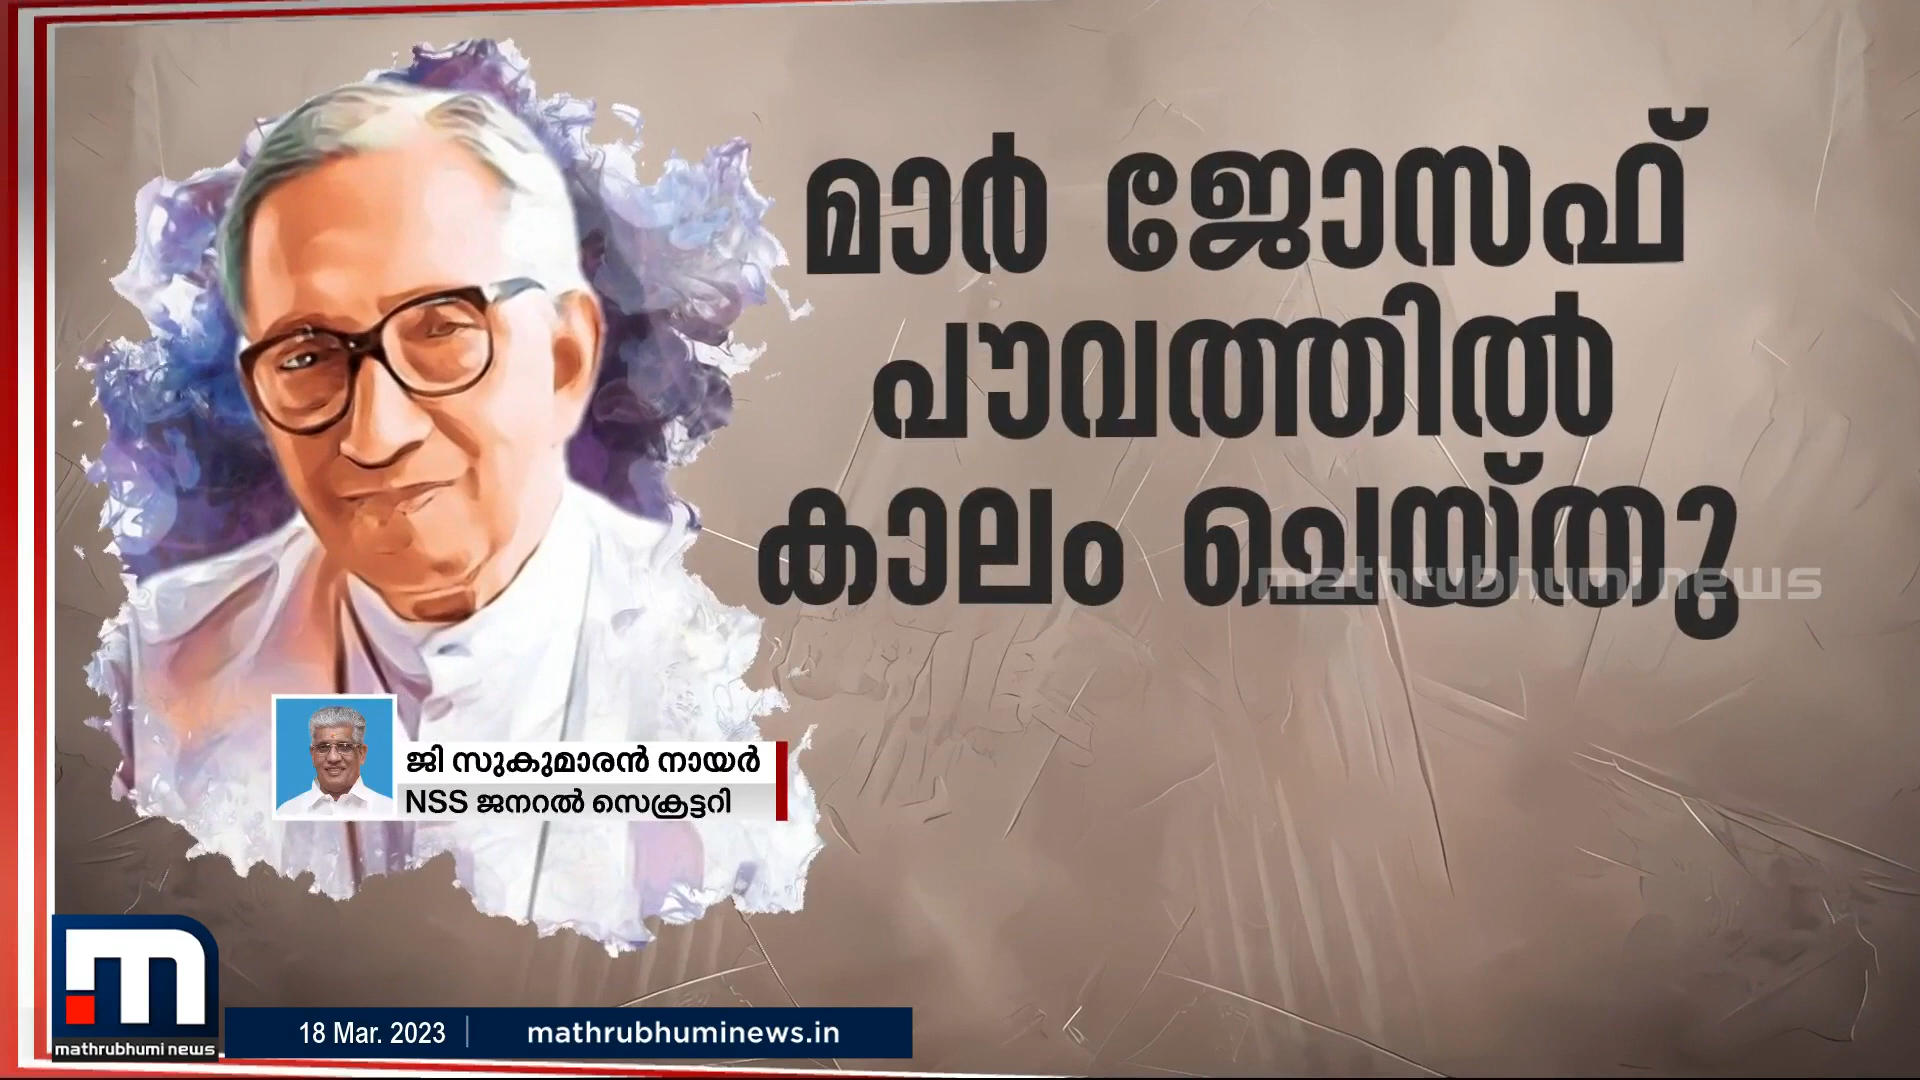 മാർ ജോസഫ്
പൗവത്തിൽ
കാലം ചെയ്തു
mathrubhumi news
ജി സുകുമാരൻ നായർ
NSS ജനറൽ സെക്രട്ടറി
mathrubhumi news
18 Mar. 2023
mathrubhuminews.in